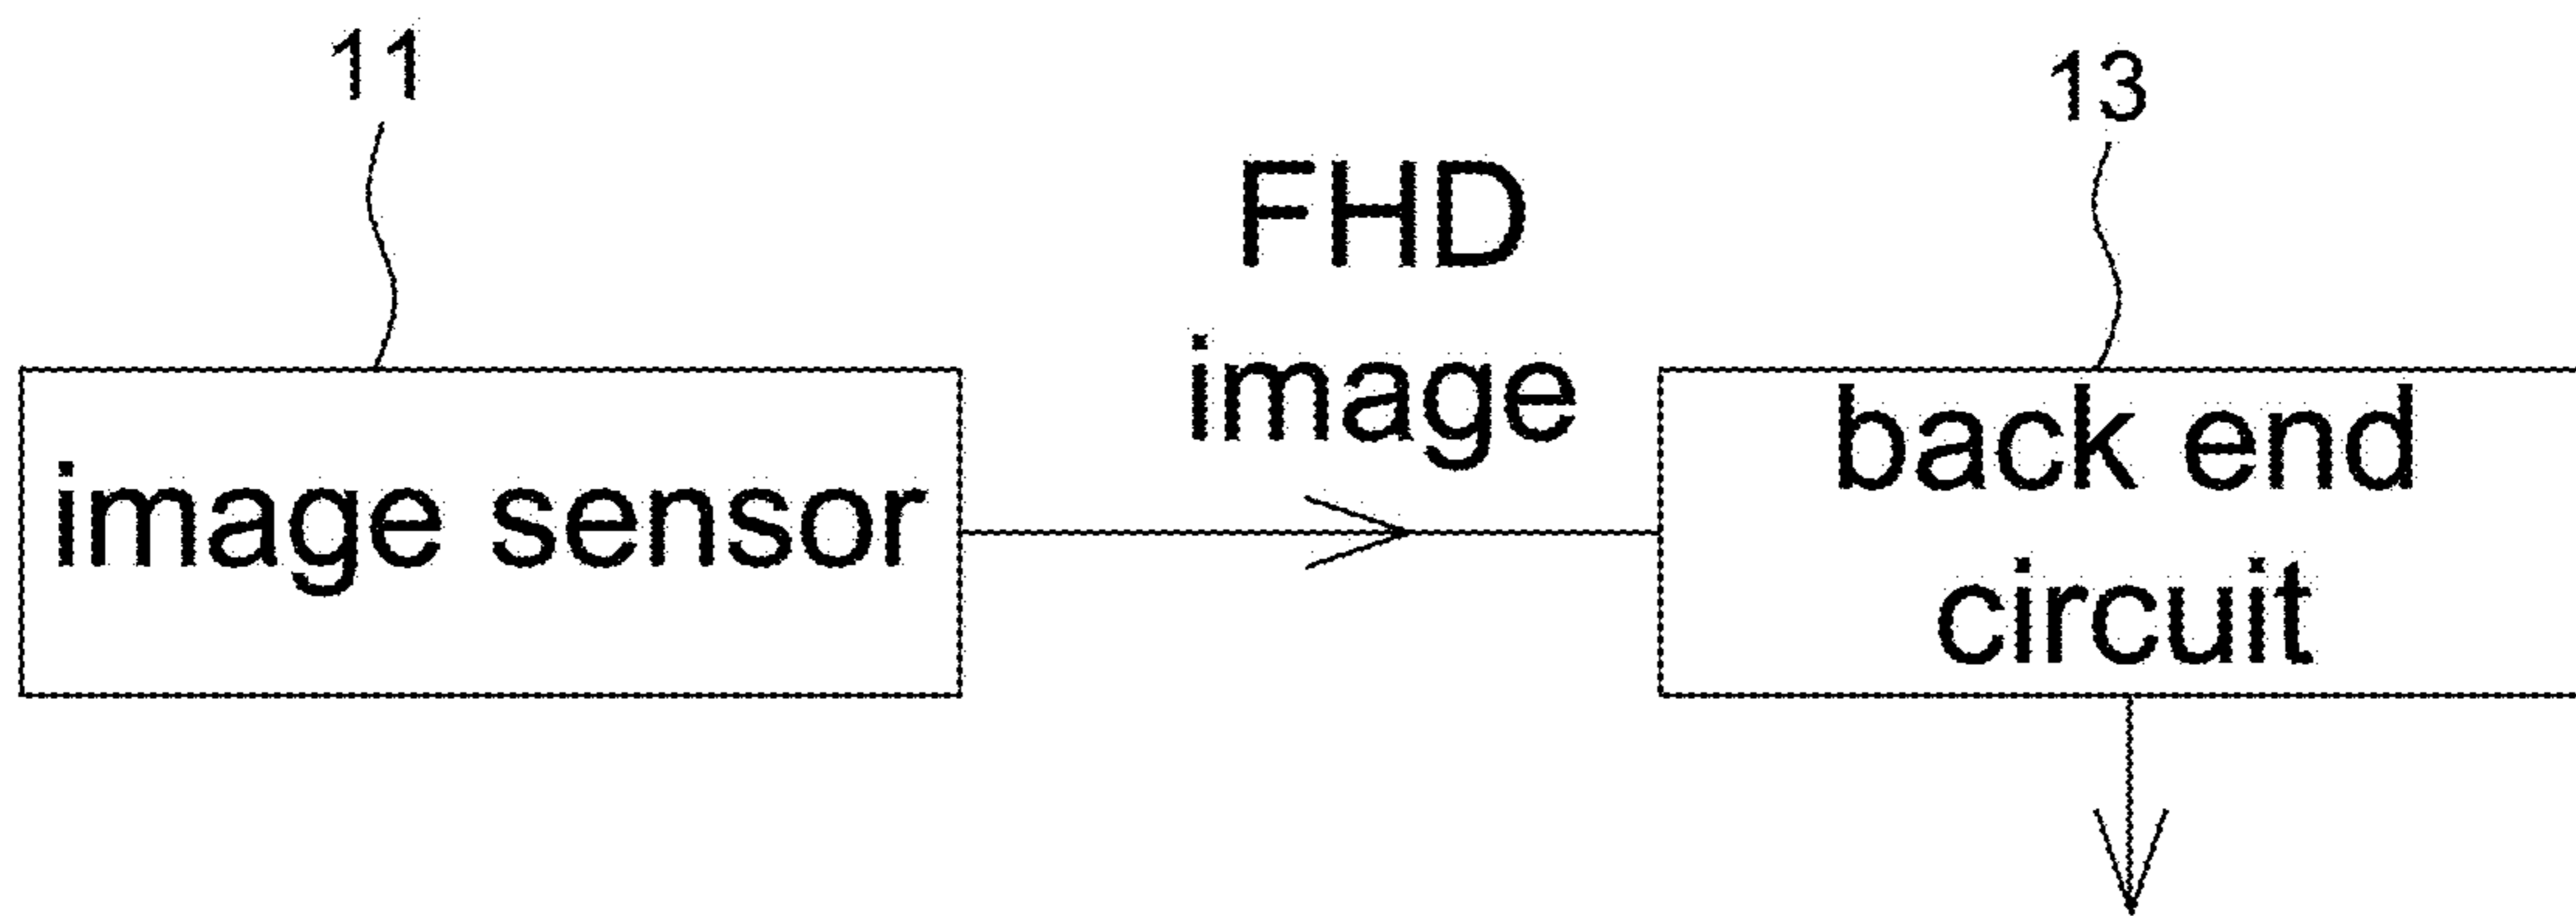 11
13
FHD
image
image sensor
back end
circuit